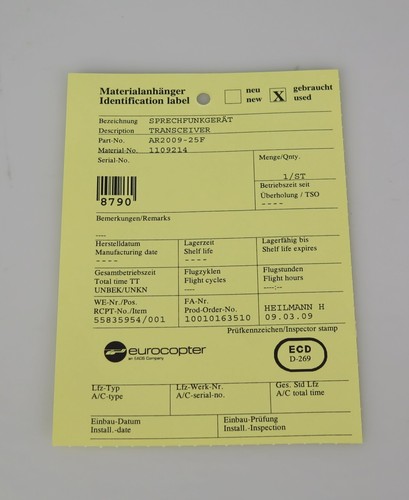 Materialanhänger
Identification label
neu
new
X
gebraucht
used
Bezeichnung SPRECHFUNKGERÄT
Description TRANSCEIVER
Part-No. AR2009-25F
Material-No. 1109214
Serial-No.
8790
Menge/Qnty.
1/ST
Betriebszeit seit
Überholung / TSO
----
Bemerkungen/Remarks
----
Herstelldatum
Manufacturing date
----
Lagerzeit
Shelf life
----
Lagerfähig bis
Shelf life expires
Gesamtbetriebszeit
Total time TT
UNBEK/UNKN
Flugzyklen
Flight cycles
----
Flugstunden
Flight hours
----:--
WE-Nr./Pos.
RCPT-No./Item
55835954/001
FA-Nr.
Prod-Order-No.
10010163510
HEILMANN H
09.03.09
Prüfkennzeichen/Inspector stamp
eurocopter
an EADS Company
ECD
D-269
Lfz-Typ
A/C-type
Lfz-Werk-Nr.
A/C-serial-no.
Ges. Std Lfz
A/C total time
Einbau-Datum
Install.-date
Einbau-Prüfung
Install.-Inspection